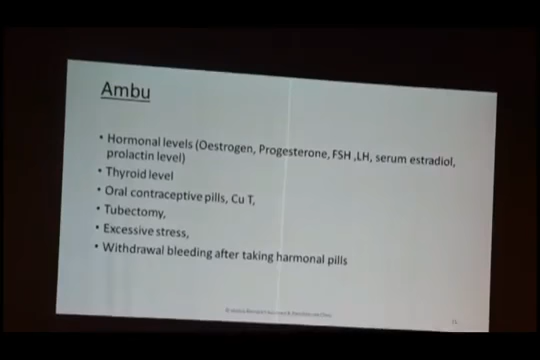 Ambu
• Hormonal levels (Oestrogen, Progesterone, FSH ,LH, serum estradiol,
prolactin level)
• Thyroid level
• Oral contraceptive pills, Cu T,
• Tubectomy,
• Excessive stress,
• Withdrawal bleeding after taking harmonal pills